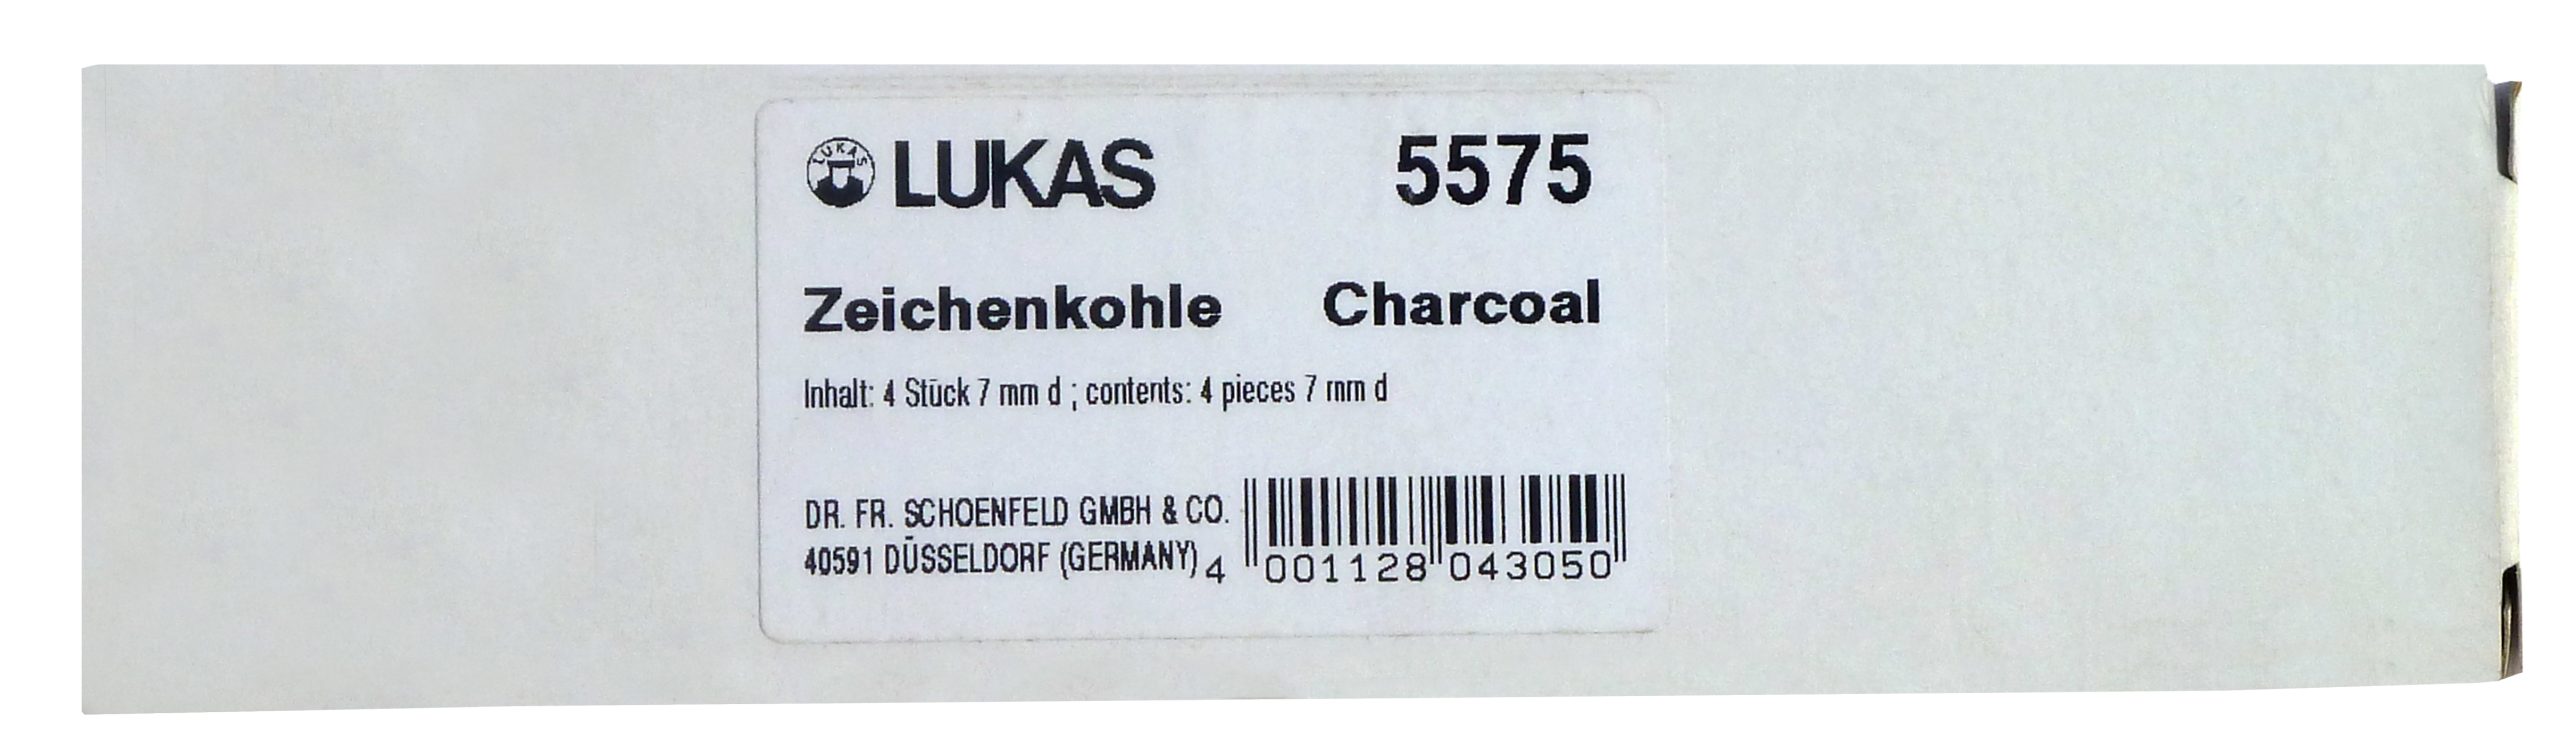 LUKAS LUKAS 5575
Zeichenkohle Charcoal
Inhalt: 4 Stück 7 mm d ; contents: 4 pieces 7 mm d
DR. FR. SCHOENFELD GMBH & CO.
40591 DÜSSELDORF (GERMANY)
4 001128 043050